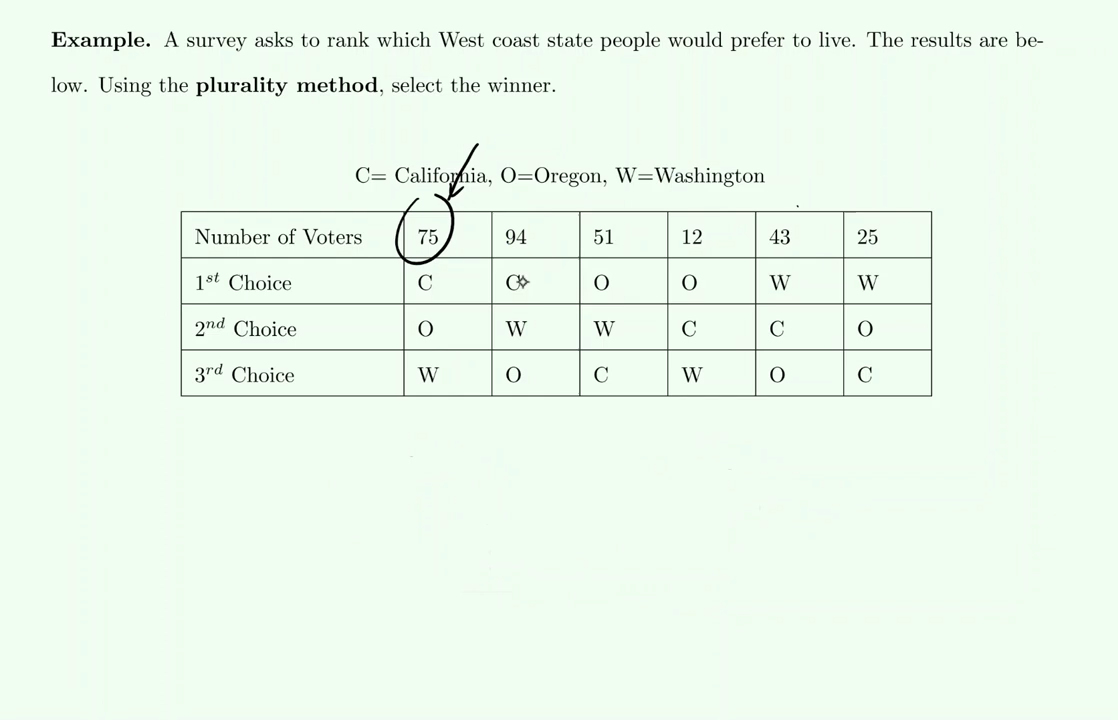 Example. A survey asks to rank which West coast state people would prefer to live. The results are be-
low. Using the plurality method, select the winner.
C= California, O=Oregon, W=Washington
Number of Voters 75 94 51 12 43 25
1st Choice C C O O W W
2nd Choice O W W C C O
3rd Choice W O C W O C